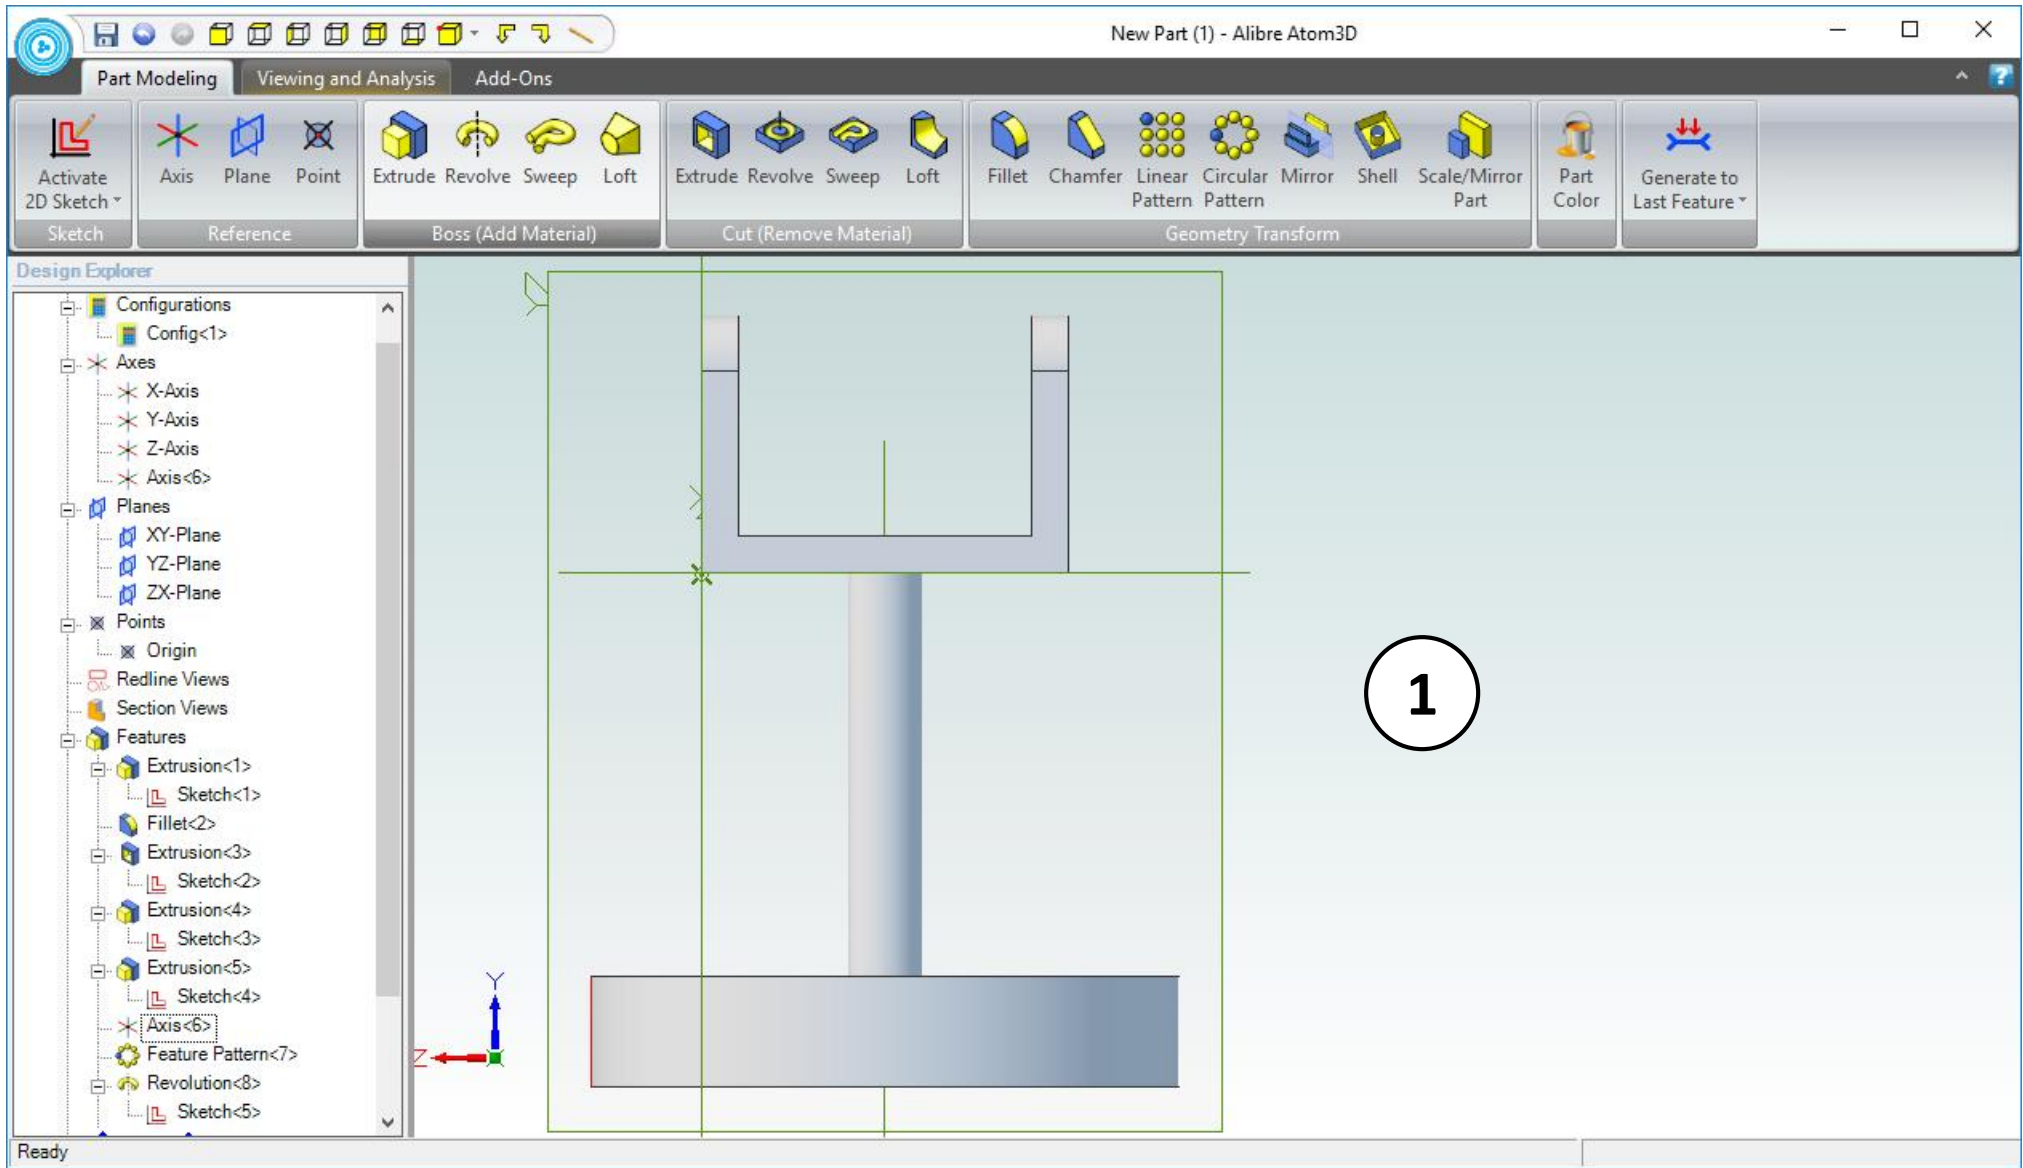 New Part (1) - Alibre Atom3D
Part Modeling Viewing and Analysis Add-Ons ?
Activate 2D Sketch
Axis Plane Point
Extrude Revolve Sweep Loft
Extrude Revolve Sweep Loft
Fillet Chamfer Linear Pattern Circular Pattern Mirror Shell Scale/Mirror Part
Part Color
Generate to Last Feature
Sketch Reference Boss (Add Material) Cut (Remove Material) Geometry Transform
Design Explorer
Configurations
Config<1>
Axes
X-Axis
Y-Axis
Z-Axis
Axis<6>
Planes
XY-Plane
YZ-Plane
ZX-Plane
Points
Origin
Redline Views
Section Views
Features
Extrusion<1>
Sketch<1>
Fillet<2>
Extrusion<3>
Sketch<2>
Extrusion<4>
Sketch<3>
Extrusion<5>
Sketch<4>
Axis<6>
Feature Pattern<7>
Revolution<8>
Sketch<5>
Y
Z
1
Ready